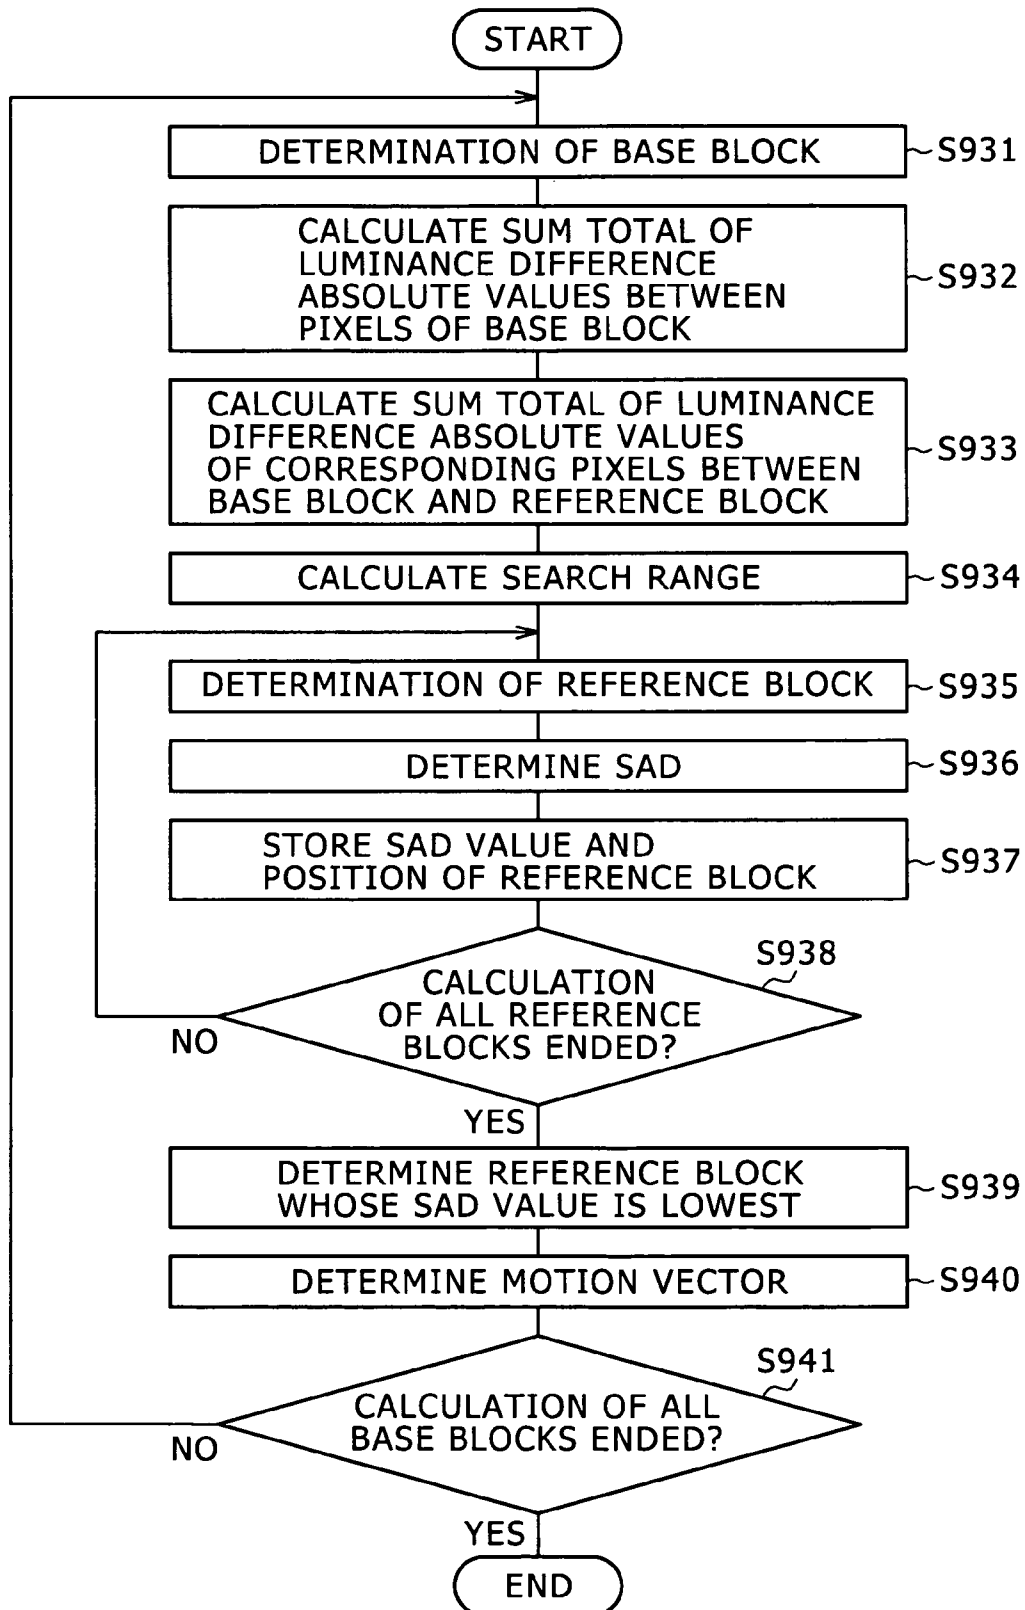 START
DETERMINATION OF BASE BLOCK
S931
CALCULATE SUM TOTAL OF
LUMINANCE DIFFERENCE
ABSOLUTE VALUES BETWEEN
PIXELS OF BASE BLOCK
S932
CALCULATE SUM TOTAL OF LUMINANCE
DIFFERENCE ABSOLUTE VALUES
OF CORRESPONDING PIXELS BETWEEN
BASE BLOCK AND REFERENCE BLOCK
S933
CALCULATE SEARCH RANGE
S934
DETERMINATION OF REFERENCE BLOCK
S935
DETERMINE SAD
S936
STORE SAD VALUE AND
POSITION OF REFERENCE BLOCK
S937
S938
CALCULATION
OF ALL REFERENCE
BLOCKS ENDED?
NO
YES
DETERMINE REFERENCE BLOCK
WHOSE SAD VALUE IS LOWEST
S939
DETERMINE MOTION VECTOR
S940
S941
CALCULATION OF ALL
BASE BLOCKS ENDED?
NO
YES
END